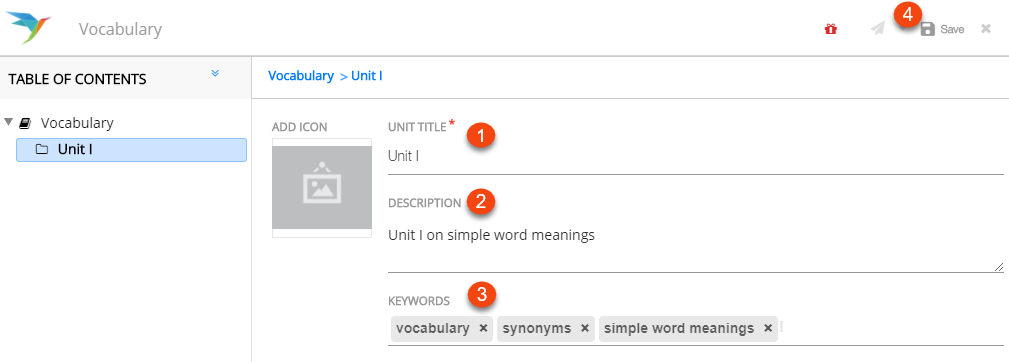 Vocabulary
4
Save
TABLE OF CONTENTS
Vocabulary > Unit I
Vocabulary
Unit I
ADD ICON
UNIT TITLE *
1
Unit I
DESCRIPTION
2
Unit I on simple word meanings
KEYWORDS
3
vocabulary × synonyms × simple word meanings ×